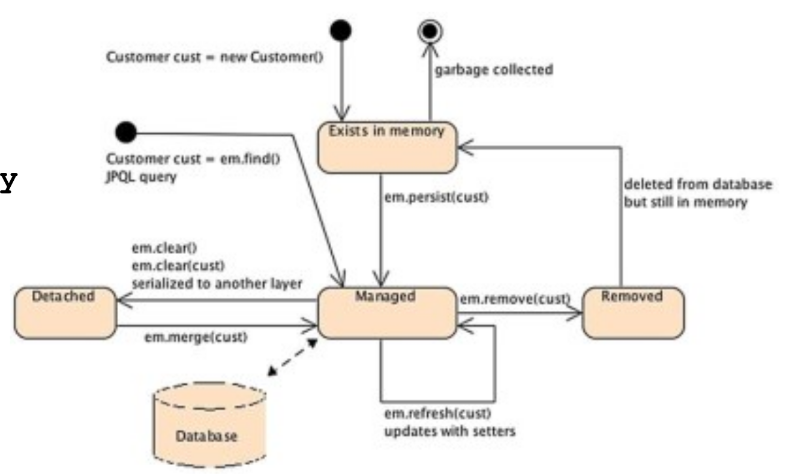 Customer cust = new Customer()
garbage collected
Exists in memory
Customer cust = em.find()
JPQL query
y
deleted from database
but still in memory
em.persist(cust)
em.clear()
em.clear(cust)
serialized to another layer
Detached
Managed
em.remove(cust)
Removed
em.merge(cust)
em.refresh(cust)
updates with setters
Database